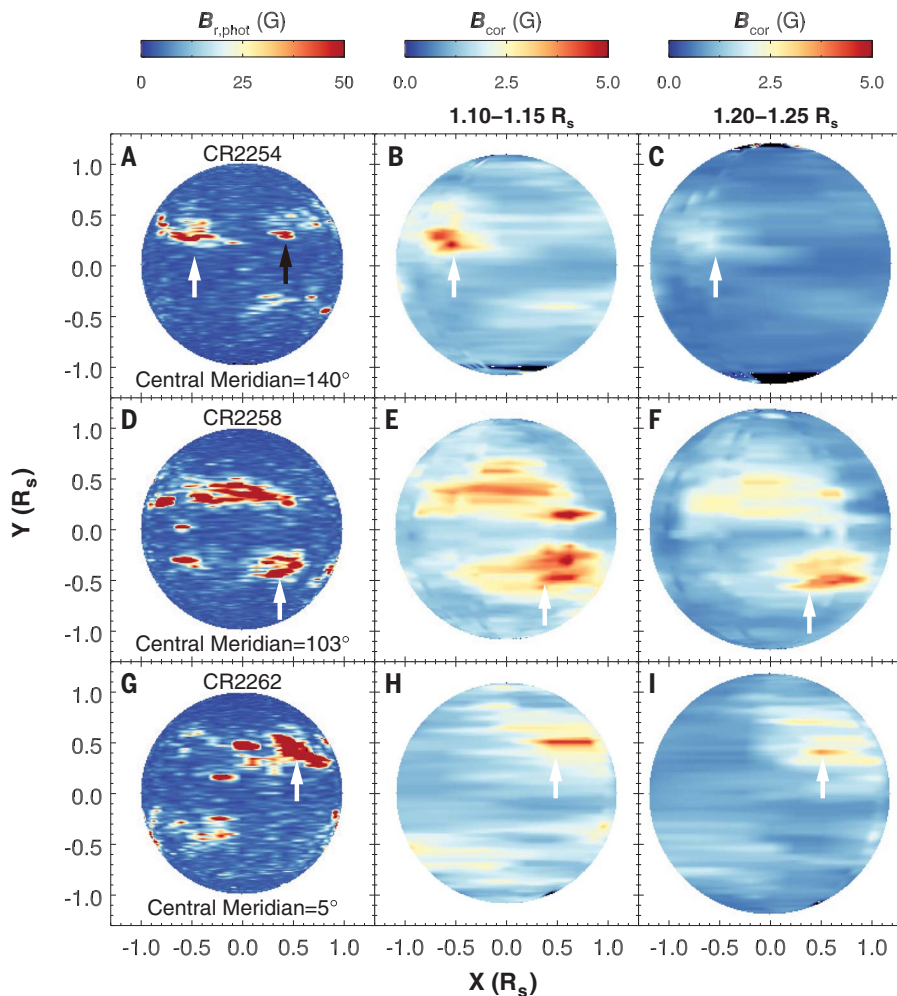 B_r,phot (G) B_cor (G) B_cor (G)
0 25 50 0.0 2.5 5.0 0.0 2.5 5.0
1.10–1.15 R_s 1.20–1.25 R_s
A CR2254 B C
1.0
0.5
0.0
-0.5
-1.0
Central Meridian=140°
D CR2258 E F
1.0
0.5
0.0
-0.5
-1.0
Central Meridian=103°
G CR2262 H I
1.0
0.5
0.0
-0.5
-1.0
Central Meridian=5°
Y (R_s)
-1.0 -0.5 0.0 0.5 1.0 -1.0 -0.5 0.0 0.5 1.0 -1.0 -0.5 0.0 0.5 1.0
X (R_s)